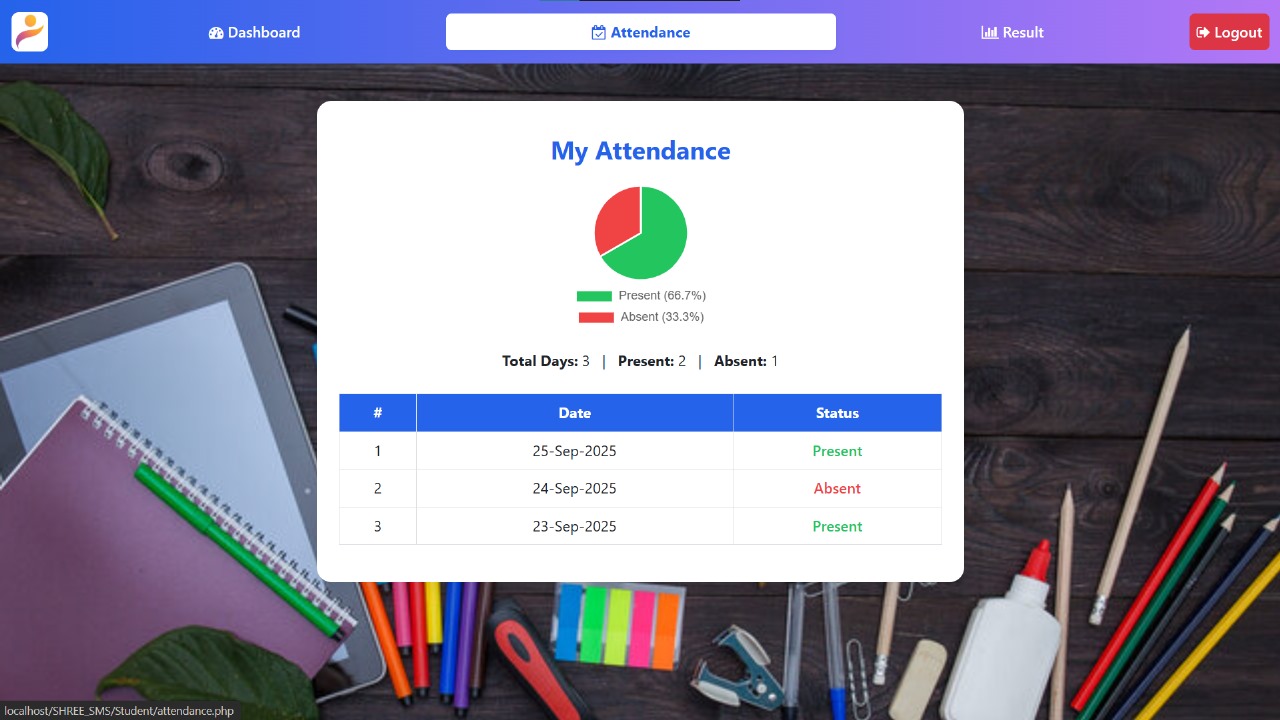 Dashboard Attendance Result Logout
My Attendance
Present (66.7%)
Absent (33.3%)
Total Days: 3 | Present: 2 | Absent: 1
# Date Status
1 25-Sep-2025 Present
2 24-Sep-2025 Absent
3 23-Sep-2025 Present
localhost/SHREE_SMS/Student/attendance.php